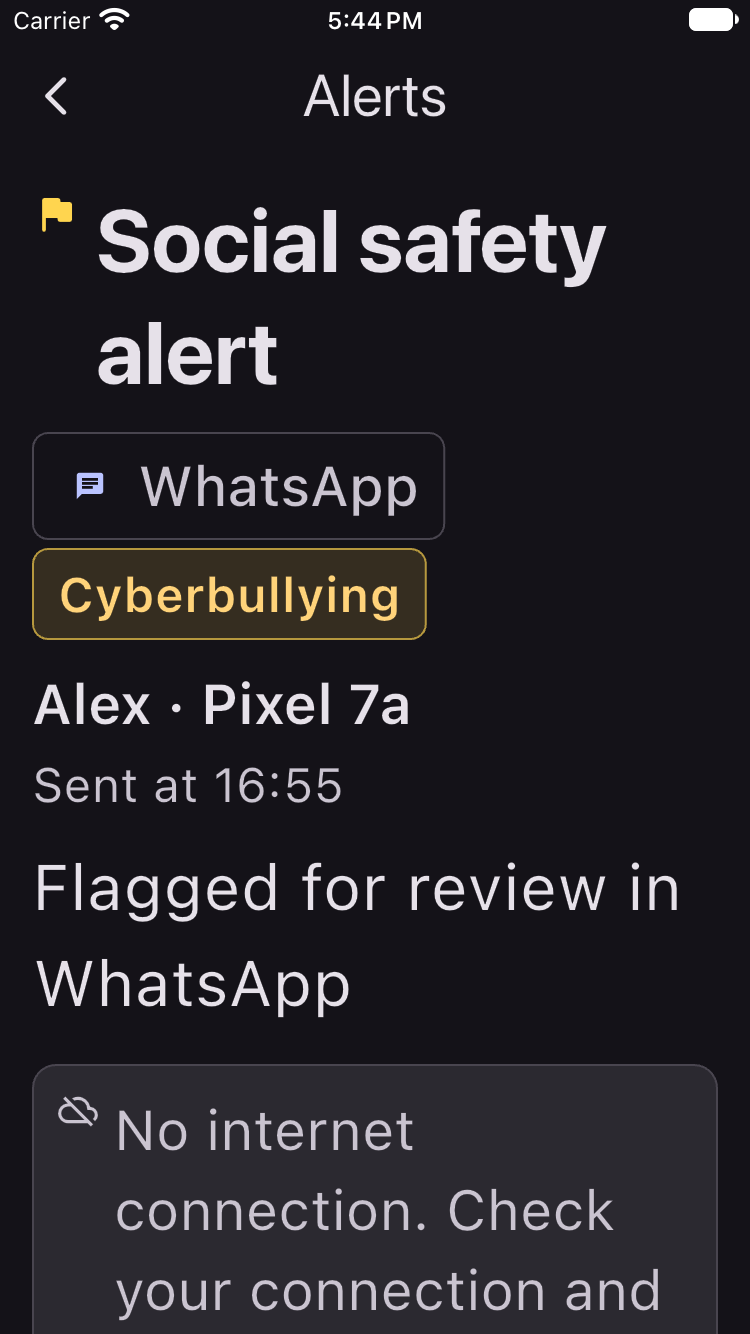 Carrier 5:44 PM
Alerts
Social safety
alert
WhatsApp
Cyberbullying
Alex · Pixel 7a
Sent at 16:55
Flagged for review in
WhatsApp
No internet
connection. Check
your connection and